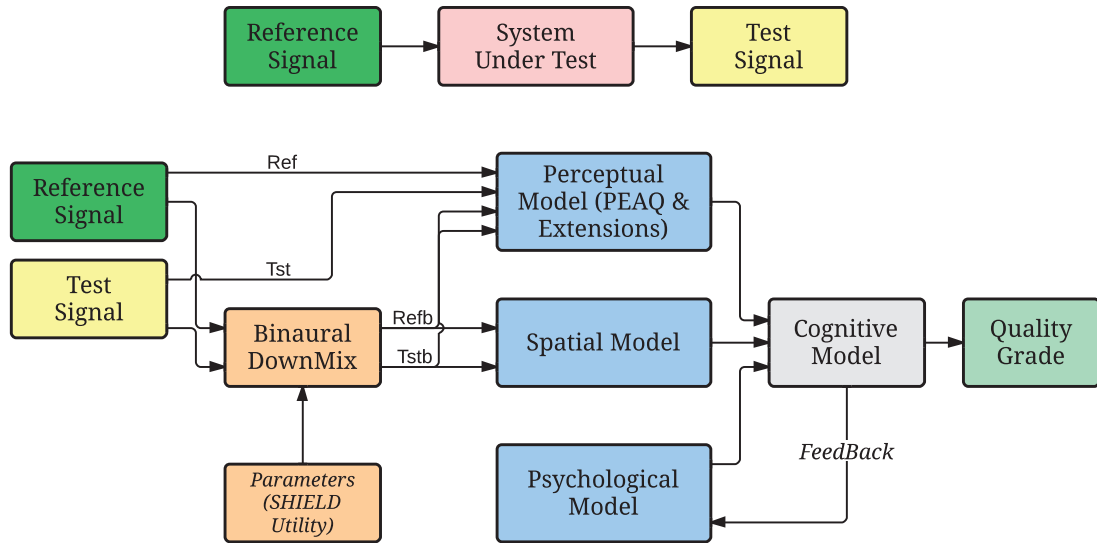 Reference
Signal
System
Under Test
Test
Signal
Reference
Signal
Ref
Perceptual
Model (PEAQ &
Extensions)
Test
Signal
Tst
Binaural
DownMix
Refb
Tstb
Spatial Model
Cognitive
Model
Quality
Grade
Parameters
(SHIELD
Utility)
Psychological
Model
FeedBack